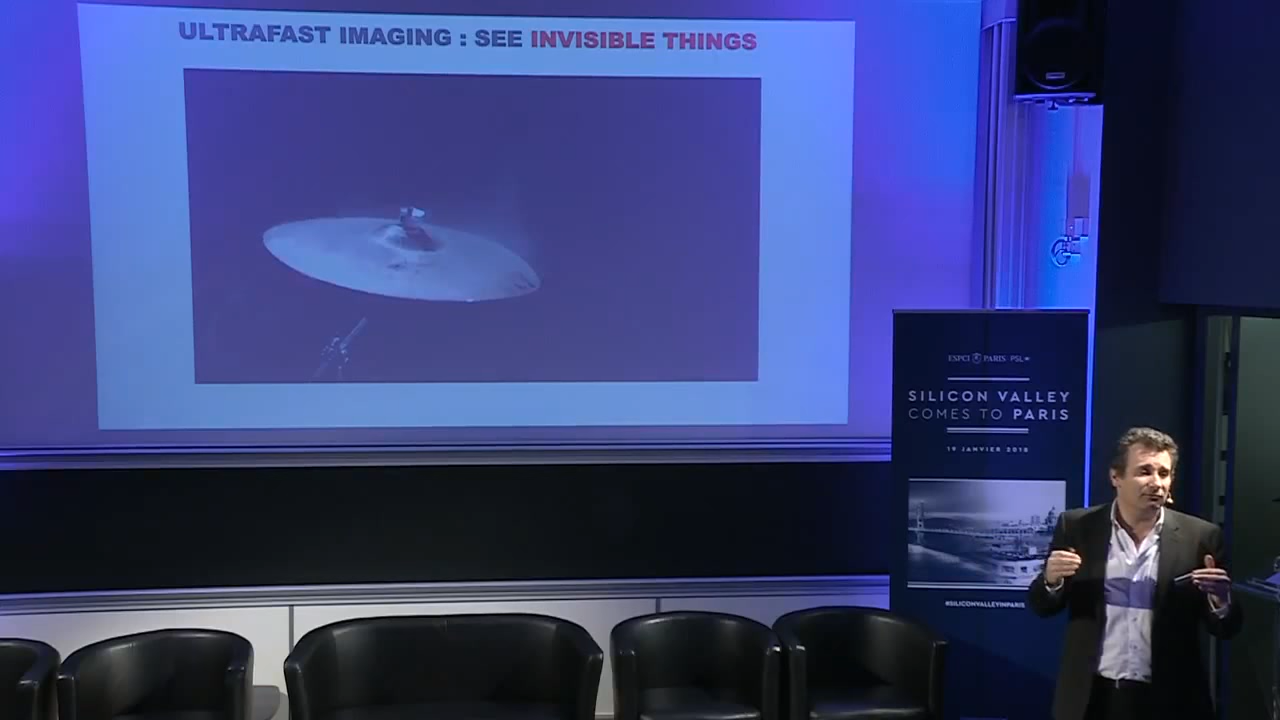 ULTRAFAST IMAGING : SEE INVISIBLE THINGS
ESPCI PARIS PSL
SILICON VALLEY
COMES TO PARIS
19 JANVIER 2018
#SILICONVALLEYINPARIS